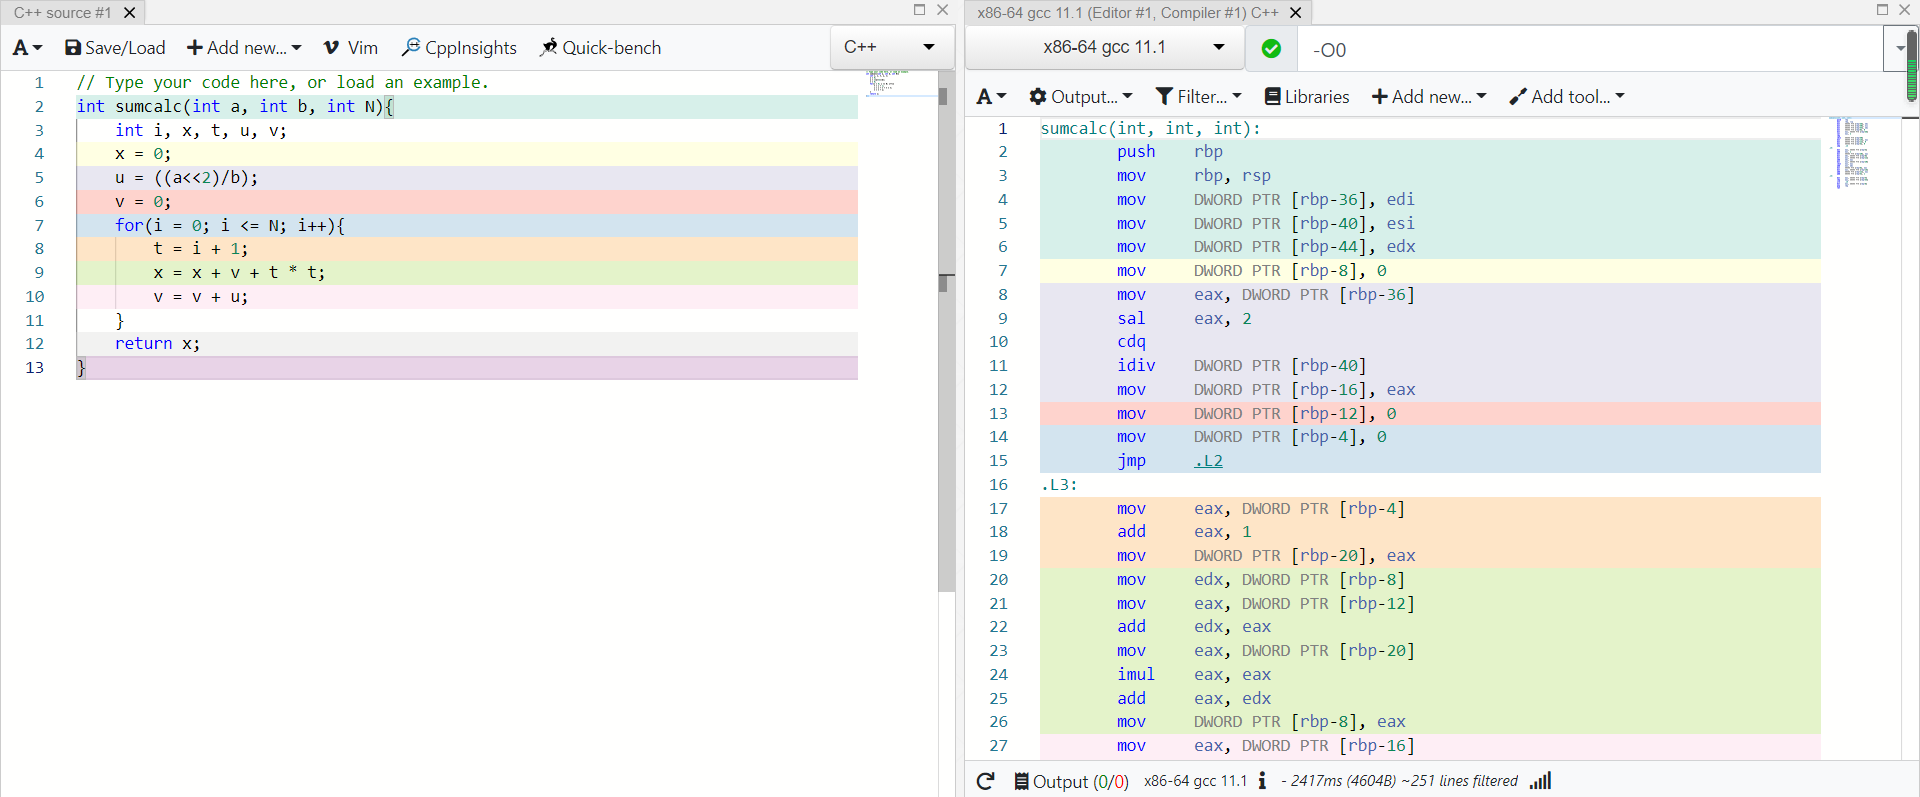 C++ source #1
A Save/Load Add new... Vim CppInsights Quick-bench C++
1 // Type your code here, or load an example.
2 int sumcalc(int a, int b, int N){
3     int i, x, t, u, v;
4     x = 0;
5     u = ((a<<2)/b);
6     v = 0;
7     for(i = 0; i <= N; i++){
8         t = i + 1;
9         x = x + v + t * t;
10         v = v + u;
11     }
12     return x;
13 }
x86-64 gcc 11.1 (Editor #1, Compiler #1) C++
x86-64 gcc 11.1 -O0
A Output... Filter... Libraries Add new... Add tool...
1 sumcalc(int, int, int):
2         push    rbp
3         mov     rbp, rsp
4         mov     DWORD PTR [rbp-36], edi
5         mov     DWORD PTR [rbp-40], esi
6         mov     DWORD PTR [rbp-44], edx
7         mov     DWORD PTR [rbp-8], 0
8         mov     eax, DWORD PTR [rbp-36]
9         sal     eax, 2
10         cdq
11         idiv    DWORD PTR [rbp-40]
12         mov     DWORD PTR [rbp-16], eax
13         mov     DWORD PTR [rbp-12], 0
14         mov     DWORD PTR [rbp-4], 0
15         jmp     .L2
16 .L3:
17         mov     eax, DWORD PTR [rbp-4]
18         add     eax, 1
19         mov     DWORD PTR [rbp-20], eax
20         mov     edx, DWORD PTR [rbp-8]
21         mov     eax, DWORD PTR [rbp-12]
22         add     edx, eax
23         mov     eax, DWORD PTR [rbp-20]
24         imul    eax, eax
25         add     eax, edx
26         mov     DWORD PTR [rbp-8], eax
27         mov     eax, DWORD PTR [rbp-16]
Output (0/0) x86-64 gcc 11.1 - 2417ms (4604B) ~251 lines filtered